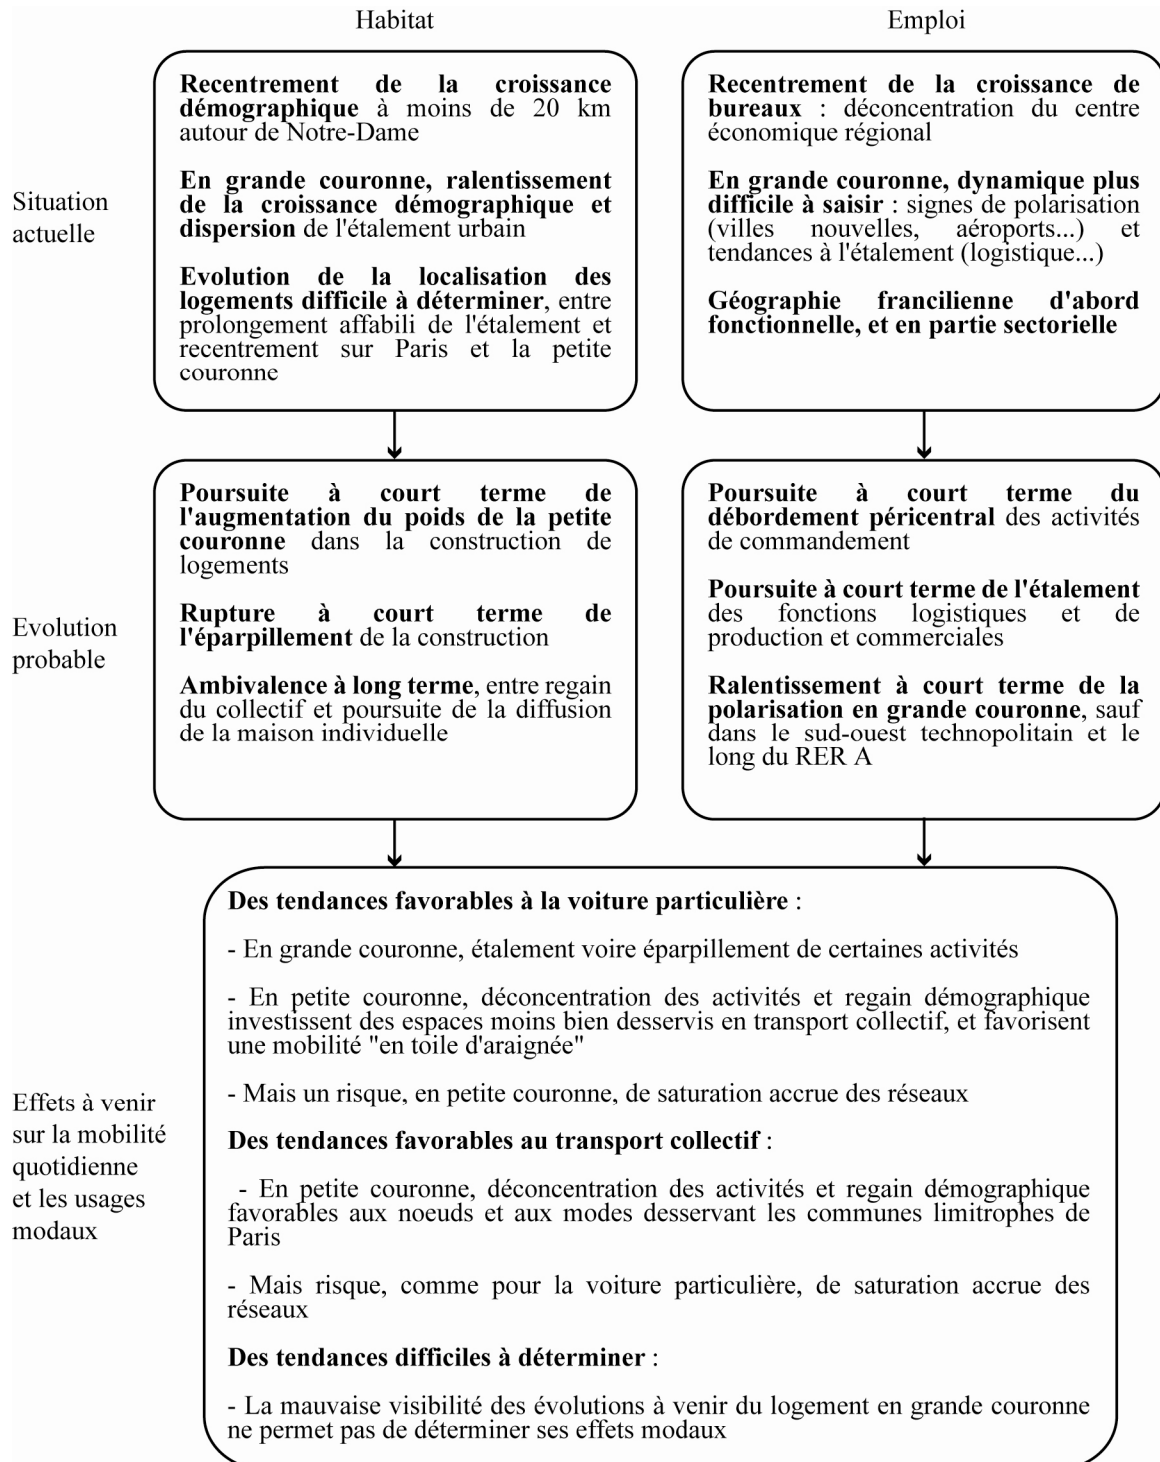 Habitat
Emploi
Situation
actuelle
Recentrement de la croissance
démographique à moins de 20 km
autour de Notre-Dame
En grande couronne, ralentissement
de la croissance démographique et
dispersion de l'étalement urbain
Evolution de la localisation des
logements difficile à déterminer, entre
prolongement affabili de l'étalement et
recentrement sur Paris et la petite
couronne
Recentrement de la croissance de
bureaux : déconcentration du centre
économique régional
En grande couronne, dynamique plus
difficile à saisir : signes de polarisation
(villes nouvelles, aéroports...) et
tendances à l'étalement (logistique...)
Géographie francilienne d'abord
fonctionnelle, et en partie sectorielle
Evolution
probable
Poursuite à court terme de
l'augmentation du poids de la petite
couronne dans la construction de
logements
Rupture à court terme de
l'éparpillement de la construction
Ambivalence à long terme, entre regain
du collectif et poursuite de la diffusion
de la maison individuelle
Poursuite à court terme du
débordement péricentral des activités
de commandement
Poursuite à court terme de l'étalement
des fonctions logistiques et de
production et commerciales
Ralentissement à court terme de la
polarisation en grande couronne, sauf
dans le sud-ouest technopolitain et le
long du RER A
Effets à venir
sur la mobilité
quotidienne
et les usages
modaux
Des tendances favorables à la voiture particulière :
- En grande couronne, étalement voire éparpillement de certaines activités
- En petite couronne, déconcentration des activités et regain démographique
investissent des espaces moins bien desservis en transport collectif, et favorisent
une mobilité "en toile d'araignée"
- Mais un risque, en petite couronne, de saturation accrue des réseaux
Des tendances favorables au transport collectif :
- En petite couronne, déconcentration des activités et regain démographique
favorables aux noeuds et aux modes desservant les communes limitrophes de
Paris
- Mais risque, comme pour la voiture particulière, de saturation accrue des
réseaux
Des tendances difficiles à déterminer :
- La mauvaise visibilité des évolutions à venir du logement en grande couronne
ne permet pas de déterminer ses effets modaux